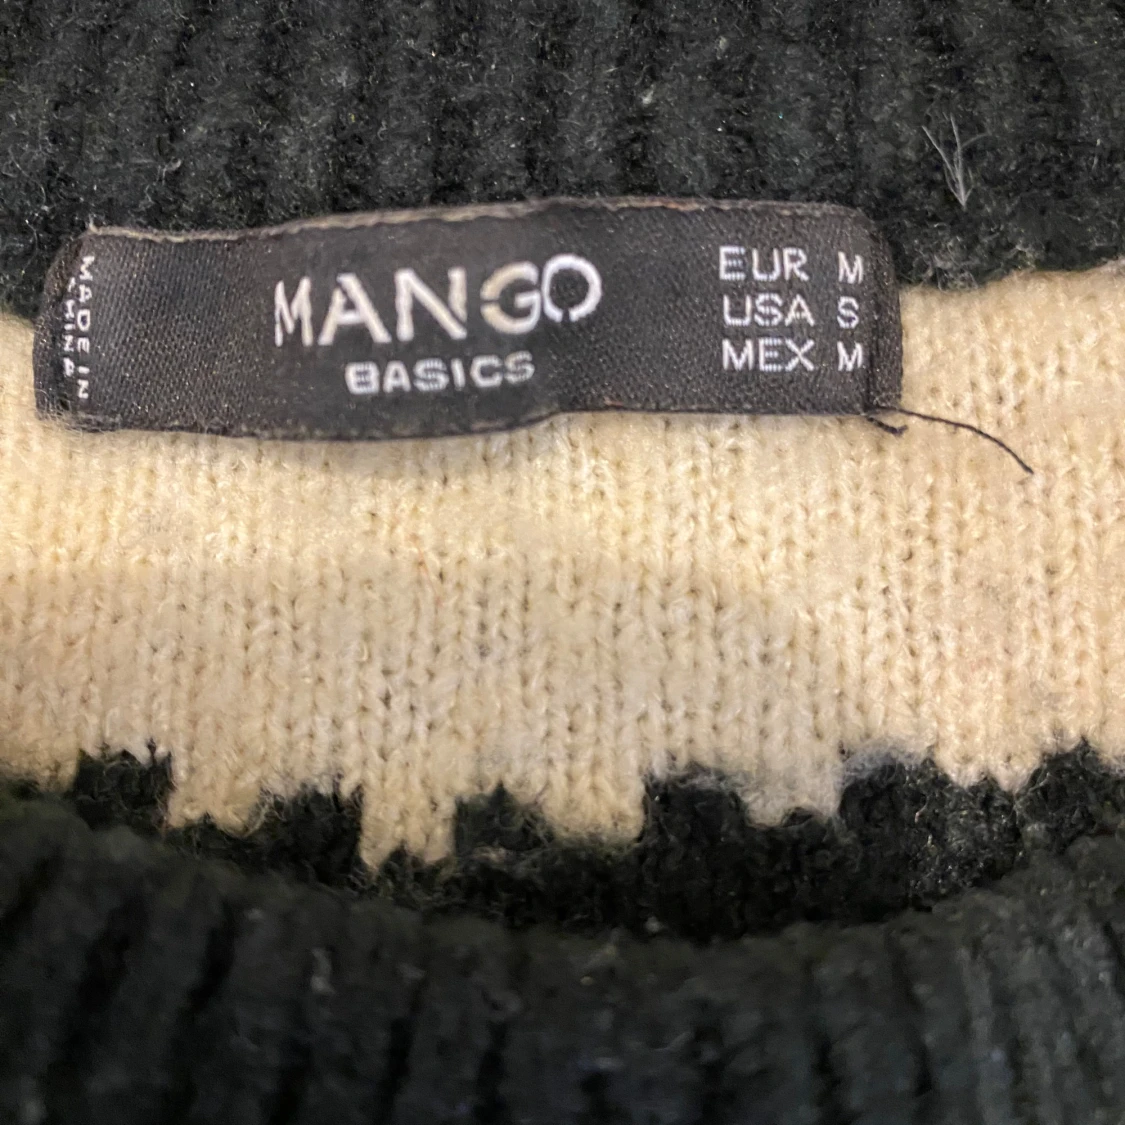 MADE IN
CHINA
MANGO
BASICS
EUR M
USA S
MEX M